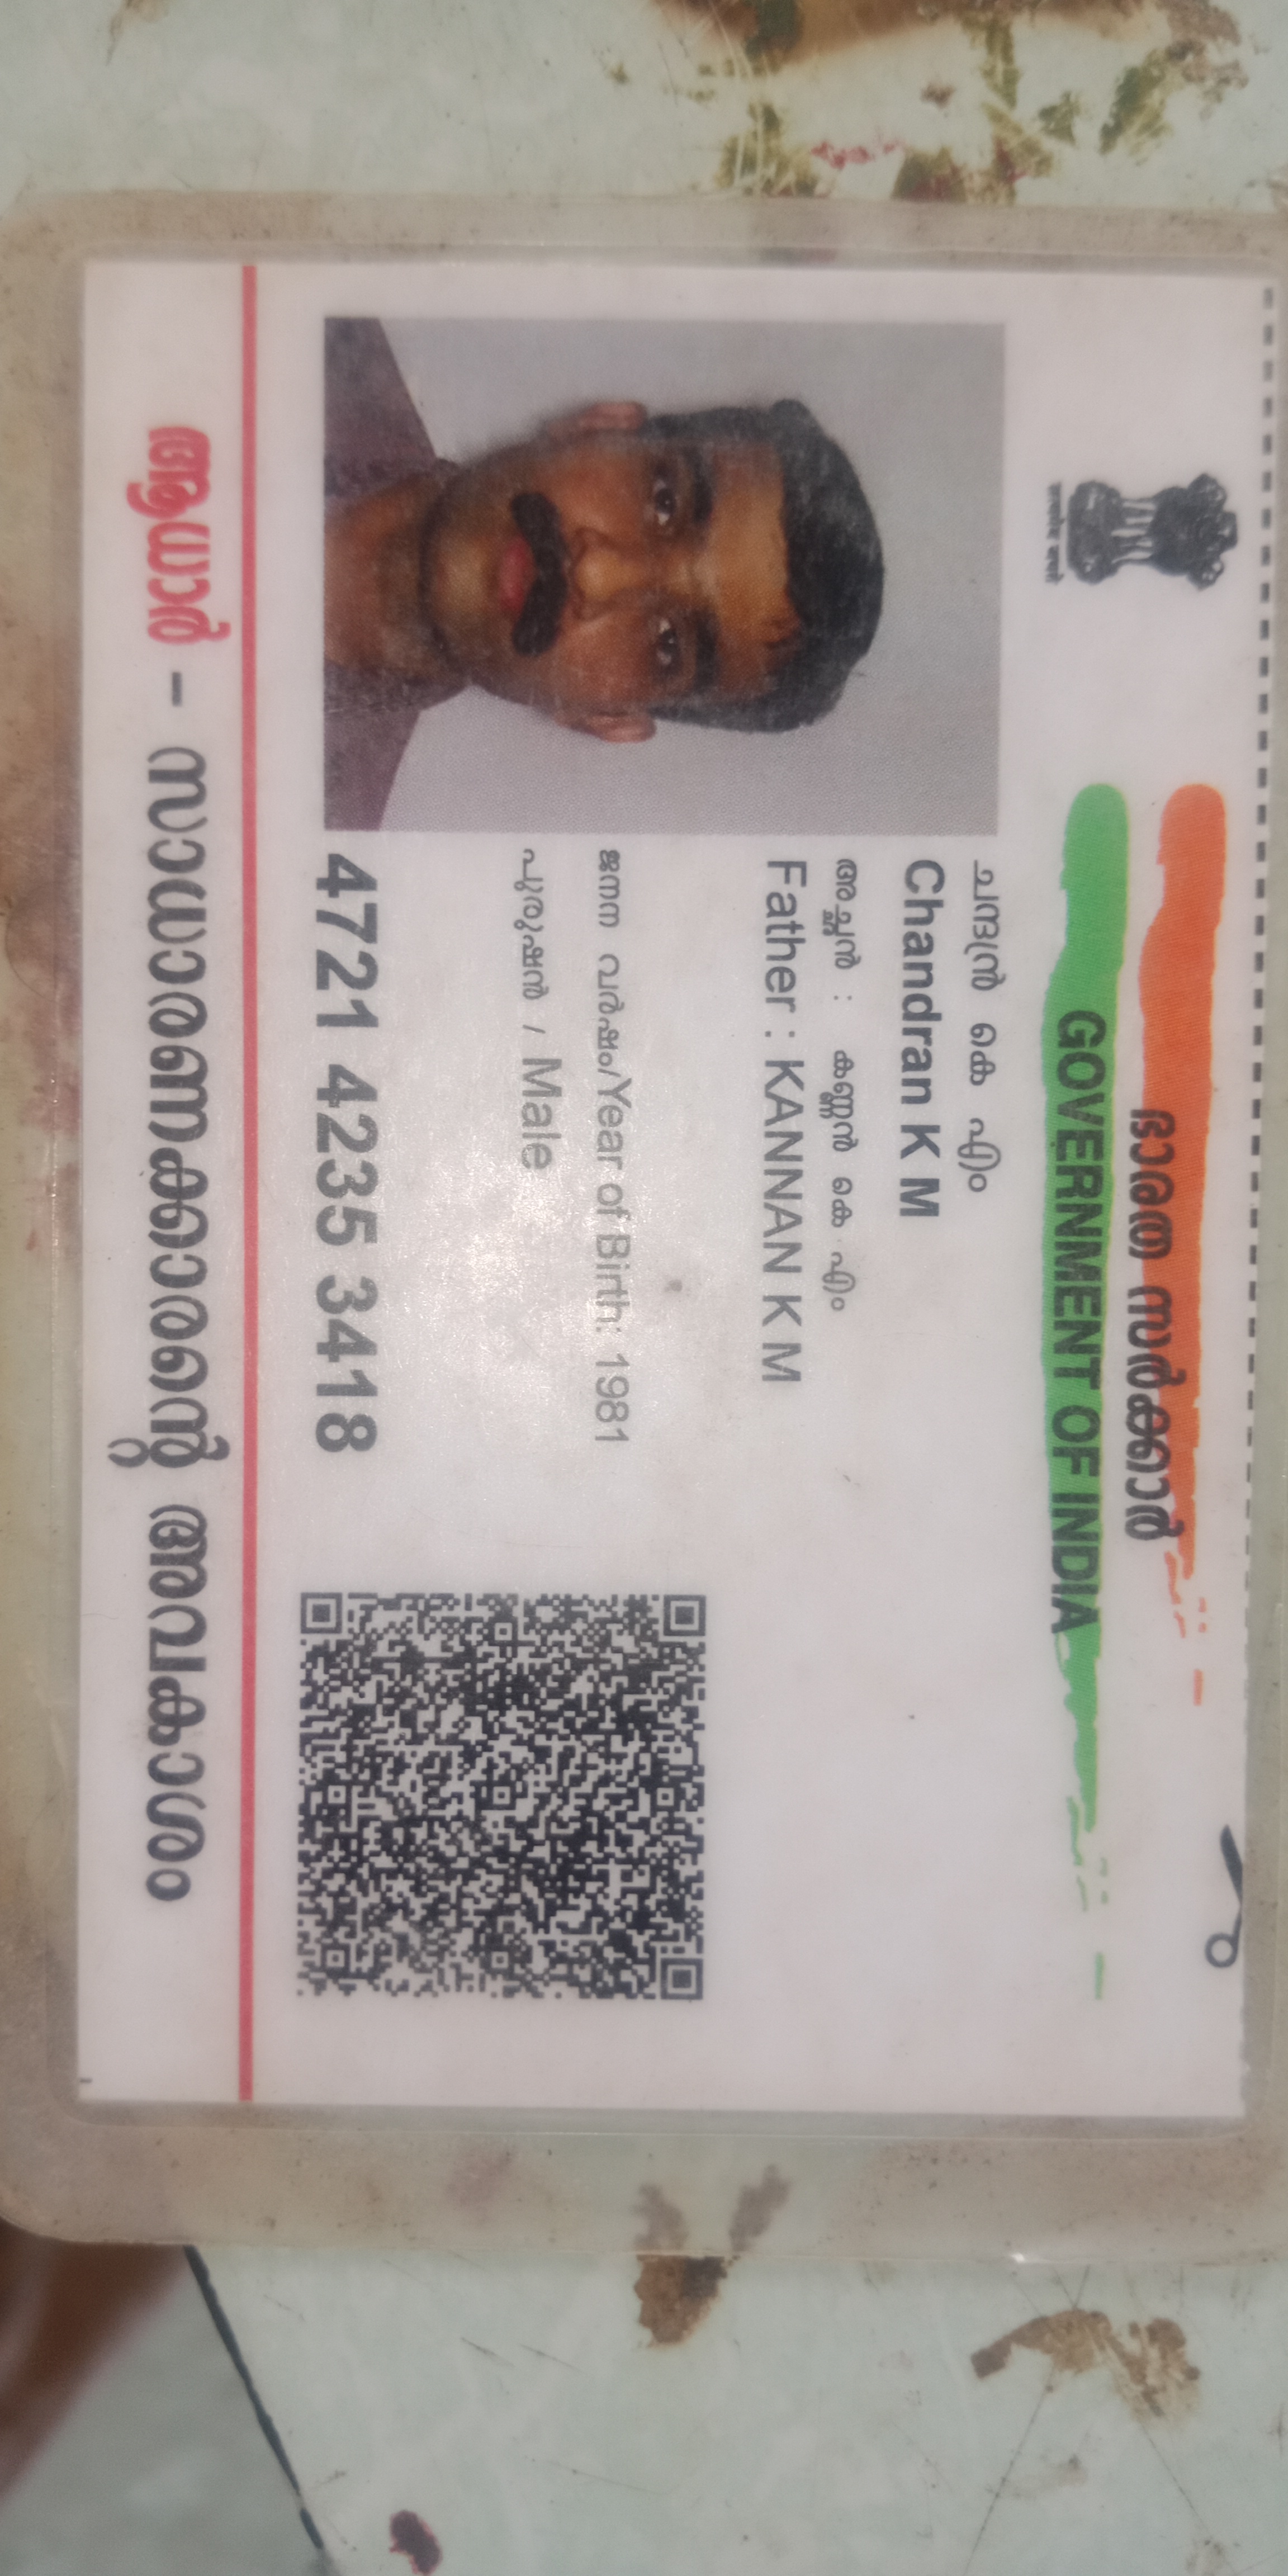 ഭാരത സർക്കാർ
GOVERNMENT OF INDIA
ചന്ദ്രൻ കെ എം
Chandran K M
അച്ഛൻ : കണ്ണൻ കെ എം
Father : KANNAN K M
ജനന വർഷം/Year of Birth: 1981
പുരുഷൻ / Male
4721 4235 3418
ആധാർ - സാധാരണക്കാരന്റെ അവകാശം